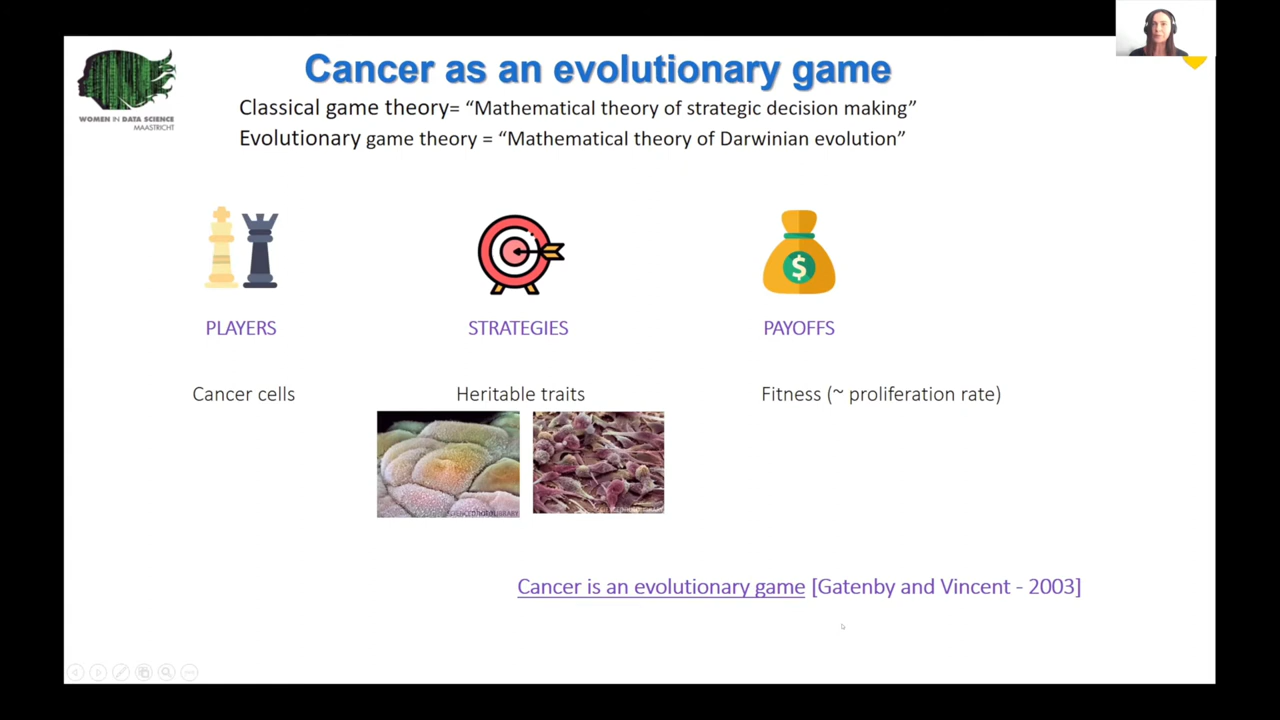 Cancer as an evolutionary game
Classical game theory= “Mathematical theory of strategic decision making”
Evolutionary game theory = “Mathematical theory of Darwinian evolution”
WOMEN IN DATA SCIENCE
MAASTRICHT
$
PLAYERS
STRATEGIES
PAYOFFS
Cancer cells
Heritable traits
Fitness (~ proliferation rate)
Cancer is an evolutionary game [Gatenby and Vincent - 2003]